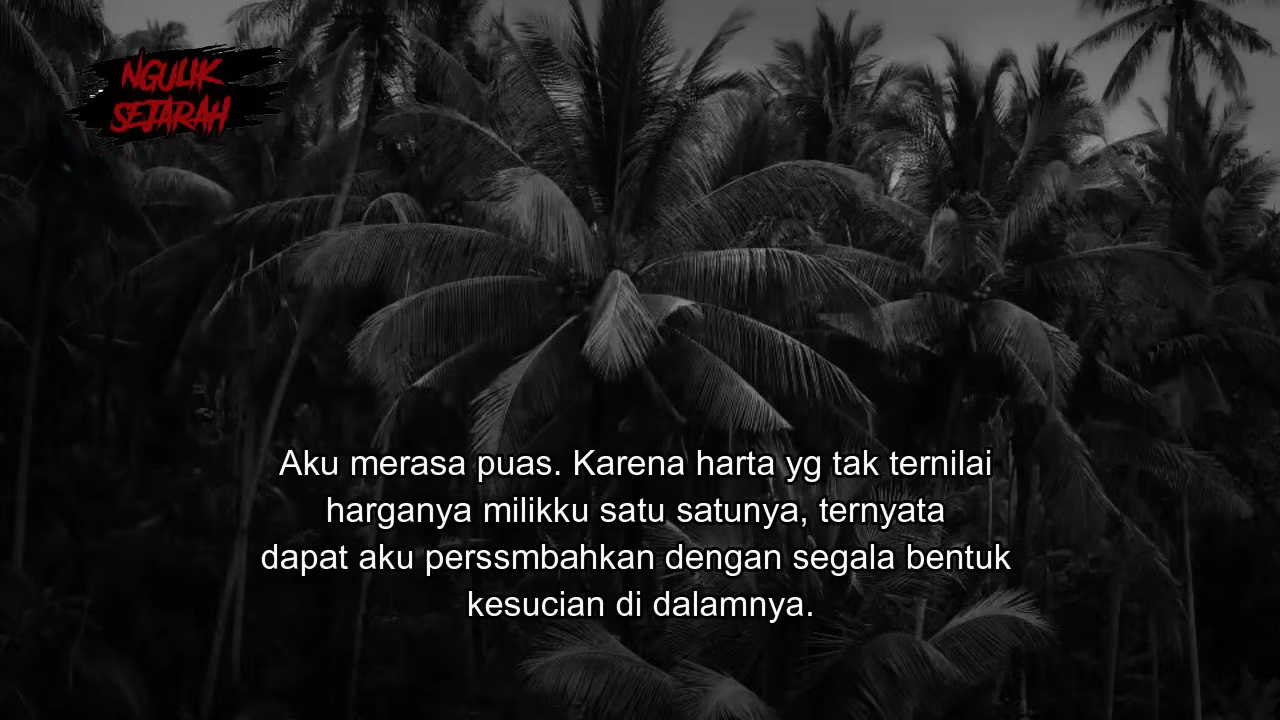 NGULIK
SEJARAH
Aku merasa puas. Karena harta yg tak ternilai
harganya milikku satu satunya, ternyata
dapat aku perssmbahkan dengan segala bentuk
kesucian di dalamnya.